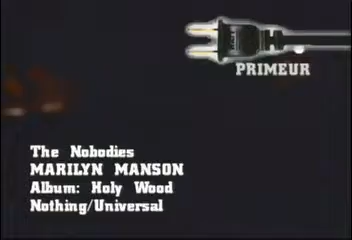 PRIMEUR
The Nobodies
MARILYN MANSON
Album: Holy Wood
Nothing/Universal